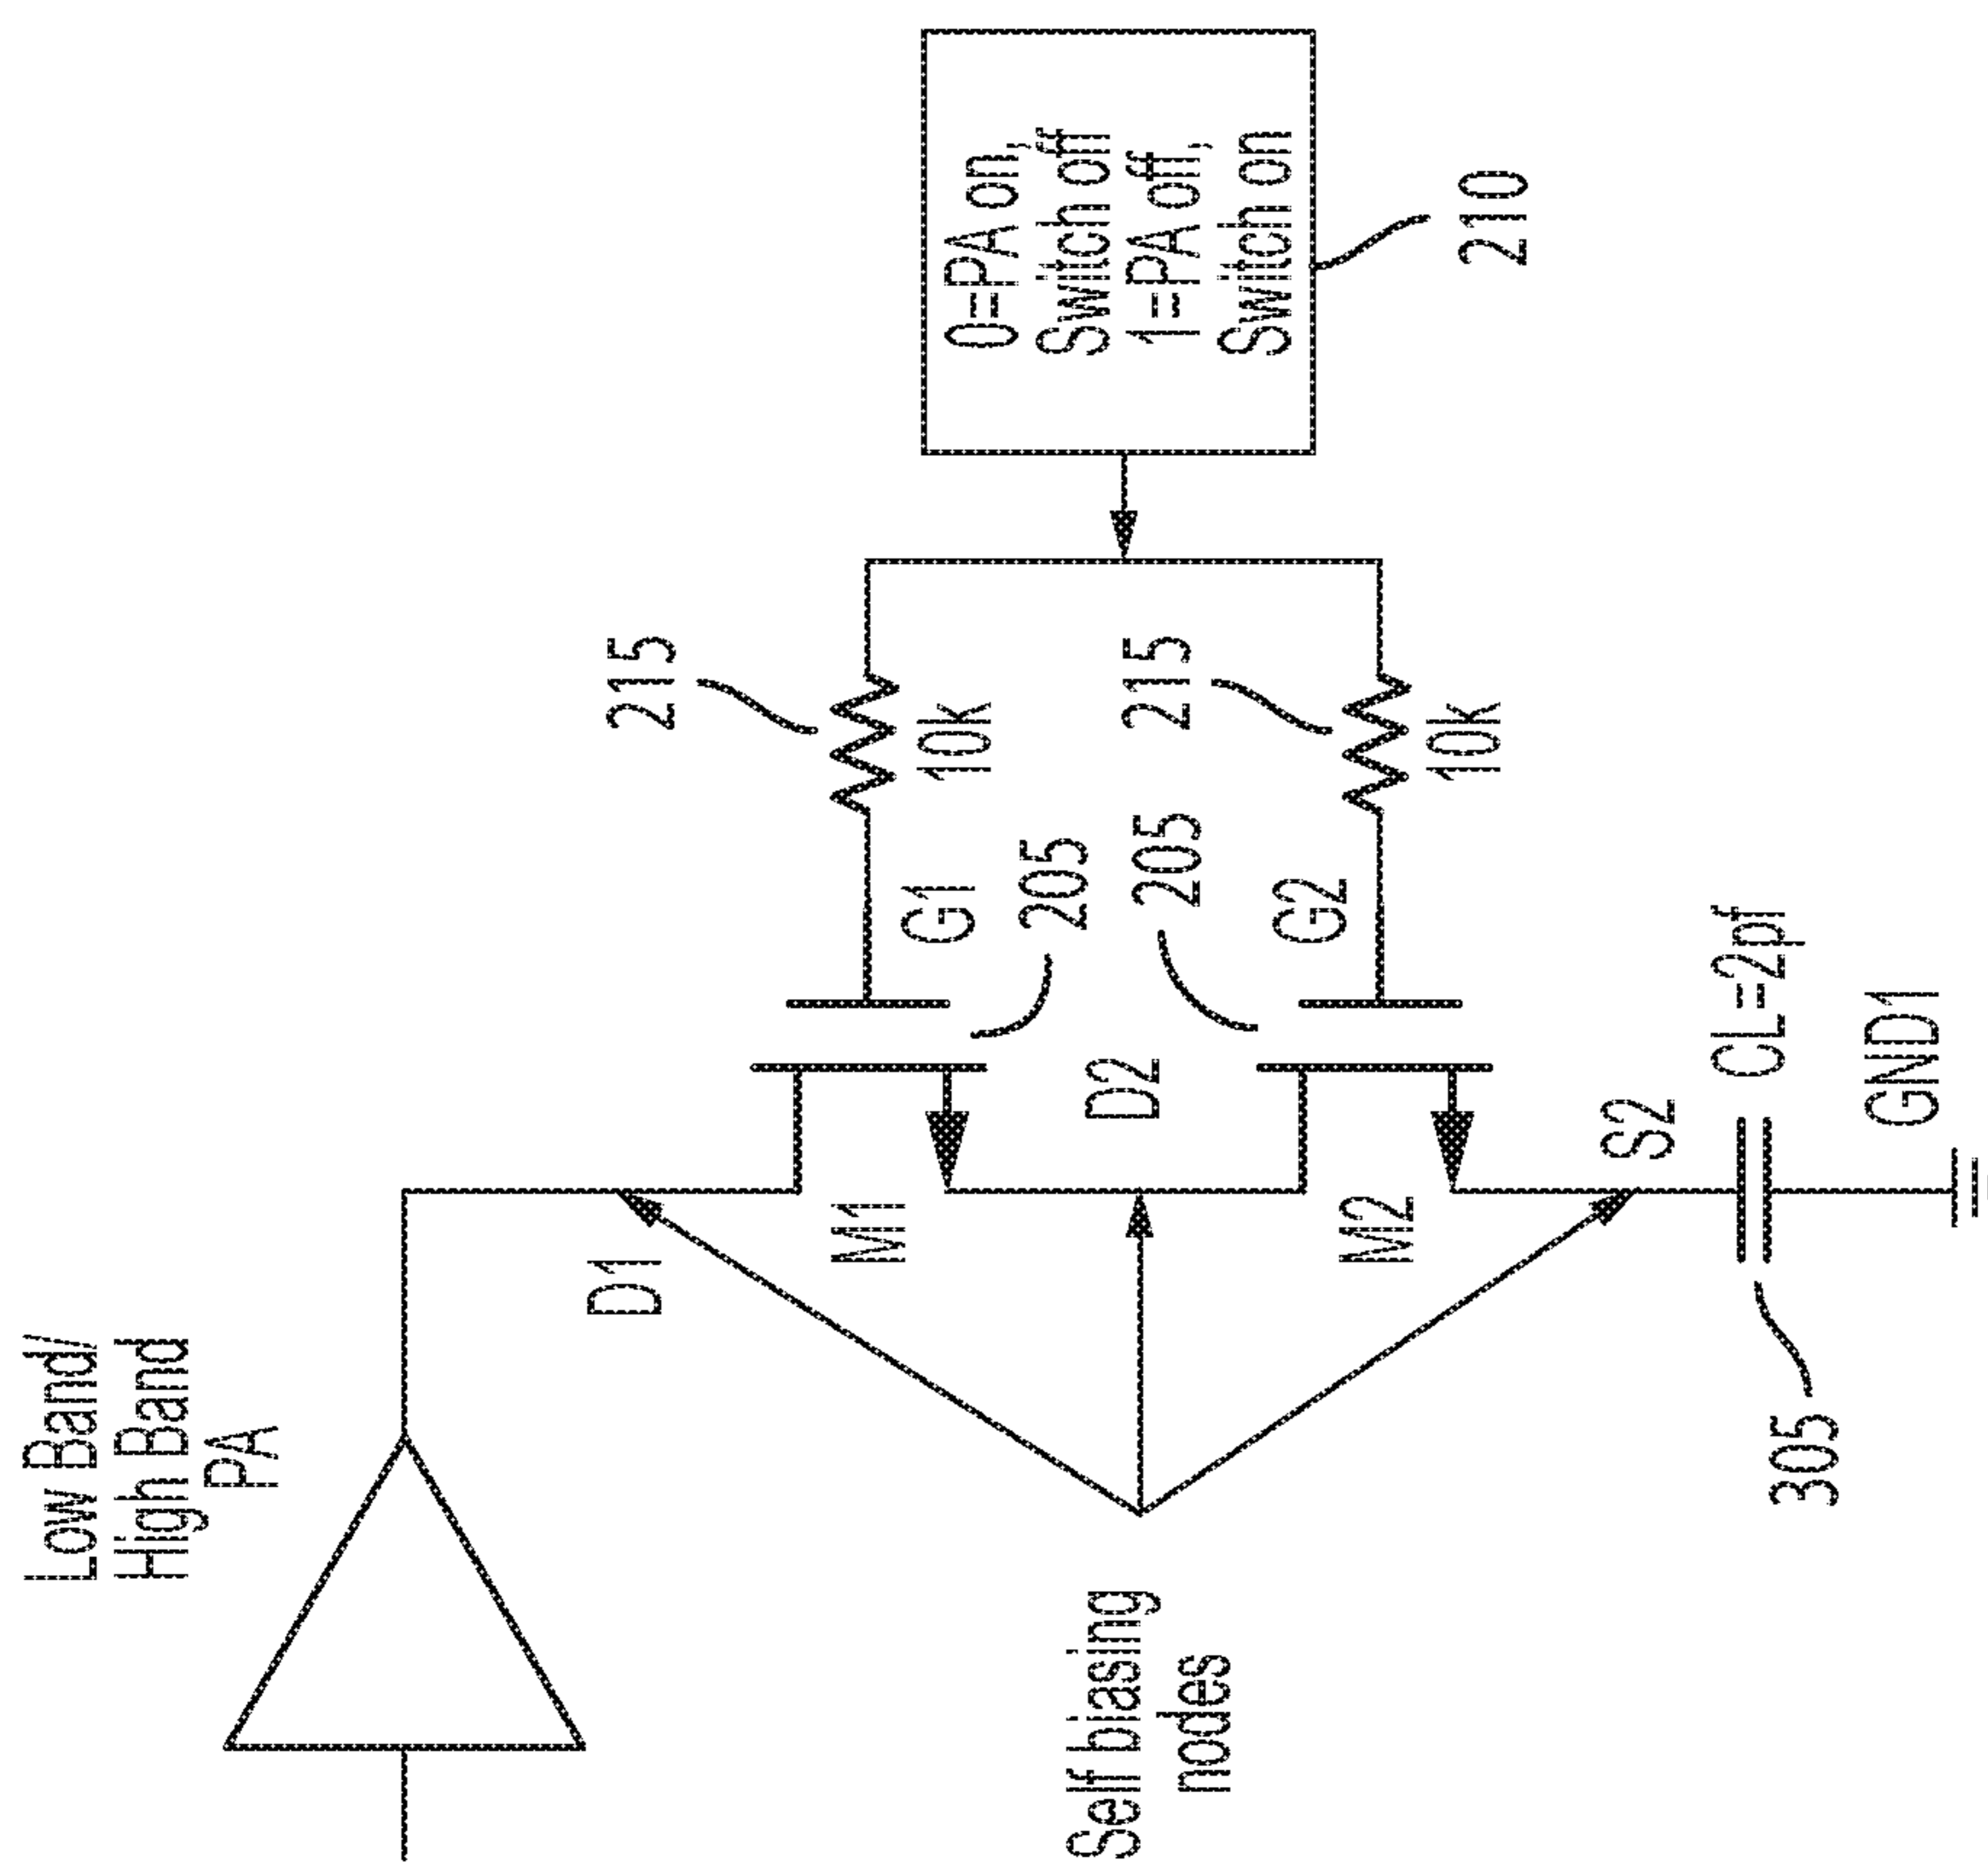 Low Band/
High Band
PA
D1
M1
G1
205
215
10k
Self biasing
nodes
D2
205
215
0=PA on,
Switch off
1=PA off,
Switch on
210
M2
G2
10k
S2
CL=2pf
305
GND1